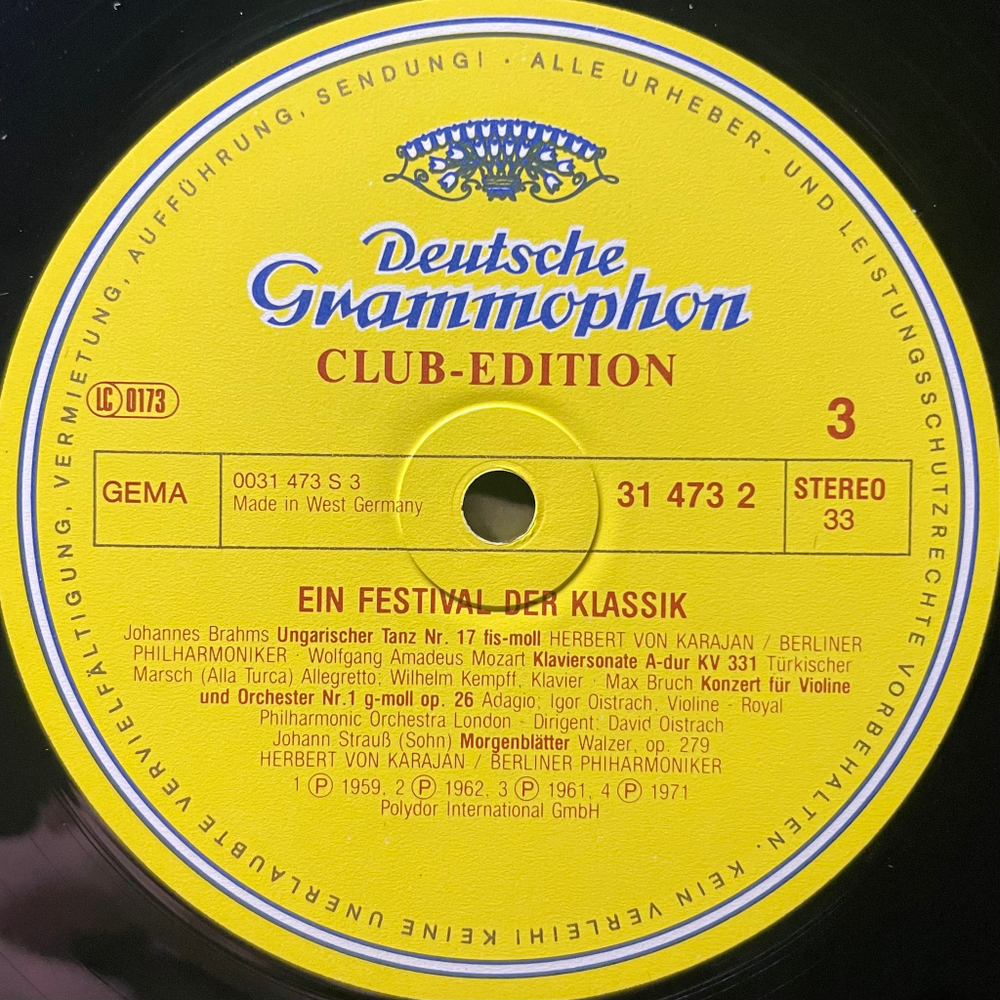 ALLE URHEBER- UND LEISTUNGSSCHUTZRECHTE VORBEHALTEN. KEIN VERLEIH! KEINE UNERLAUBTE VERVIELFÄLTIGUNG, VERMIETUNG, AUFFÜHRUNG, SENDUNG! ·
Deutsche
Grammophon
CLUB-EDITION
LC 0173
3
GEMA
0031 473 S 3
Made in West Germany
31 473 2
STEREO
33
EIN FESTIVAL DER KLASSIK
Johannes Brahms Ungarischer Tanz Nr. 17 fis-moll HERBERT VON KARAJAN / BERLINER
PHILHARMONIKER · Wolfgang Amadeus Mozart Klaviersonate A-dur KV 331 Türkischer
Marsch (Alla Turca) Allegretto; Wilhelm Kempff, Klavier · Max Bruch Konzert für Violine
und Orchester Nr.1 g-moll op. 26 Adagio; Igor Oistrach, Violine - Royal
Philharmonic Orchestra London - Dirigent: David Oistrach
Johann Strauß (Sohn) Morgenblätter Walzer, op. 279
HERBERT VON KARAJAN / BERLINER PHIHARMONIKER
1 Ⓟ 1959, 2 Ⓟ 1962, 3 Ⓟ 1961, 4 Ⓟ 1971
Polydor International GmbH